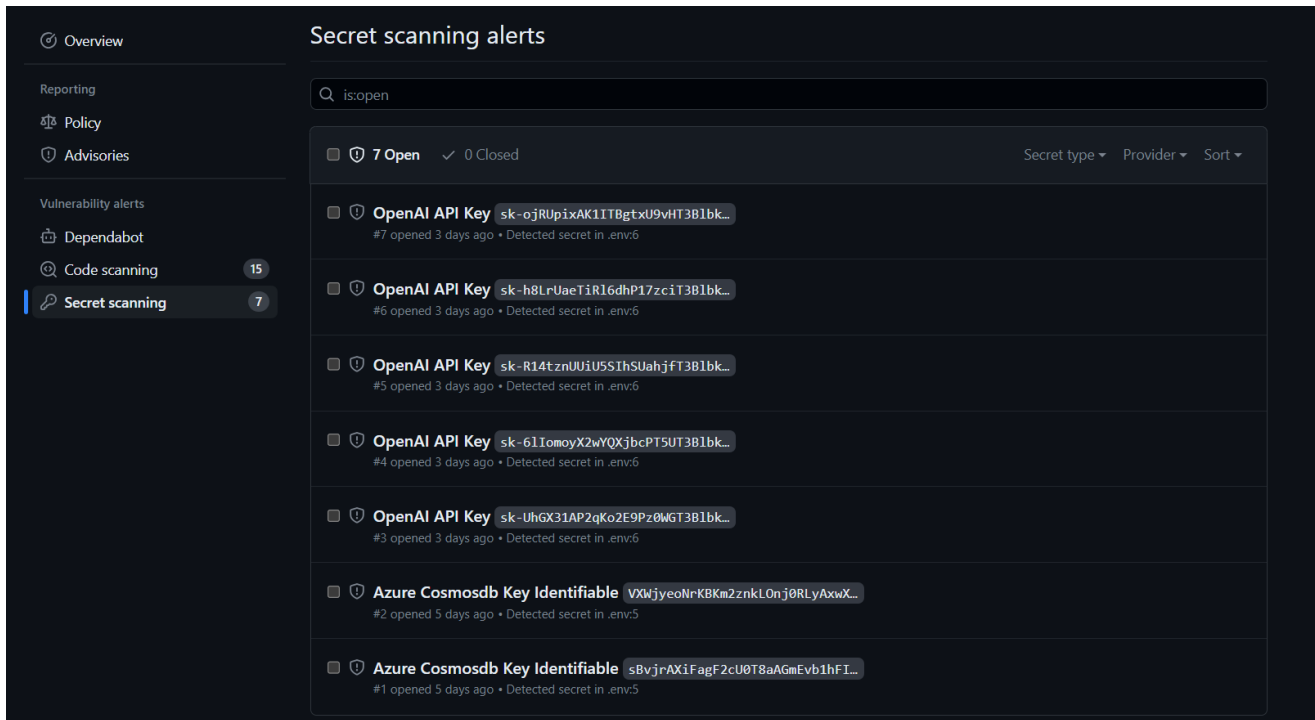 Overview
Reporting
Policy
Advisories
Vulnerability alerts
Dependabot
Code scanning 15
Secret scanning 7
Secret scanning alerts
is:open
7 Open 0 Closed Secret type Provider Sort
OpenAI API Key sk-ojRUpixAK1ITBgtxU9vHT3Blbk…
#7 opened 3 days ago • Detected secret in .env:6
OpenAI API Key sk-h8LrUaeTiRl6dhP17zciT3Blbk…
#6 opened 3 days ago • Detected secret in .env:6
OpenAI API Key sk-R14tznUUiU5SIhSUahjfT3Blbk…
#5 opened 3 days ago • Detected secret in .env:6
OpenAI API Key sk-6lIomoyX2wYQXjbcPT5UT3Blbk…
#4 opened 3 days ago • Detected secret in .env:6
OpenAI API Key sk-UhGX31AP2qKo2E9Pz0WGT3Blbk…
#3 opened 3 days ago • Detected secret in .env:6
Azure Cosmosdb Key Identifiable VXWjyeoNrKBKm2znkLOnj0RLyAxwX…
#2 opened 5 days ago • Detected secret in .env:5
Azure Cosmosdb Key Identifiable sBvjrAXiFagF2cU0T8aAGmEvb1hFI…
#1 opened 5 days ago • Detected secret in .env:5